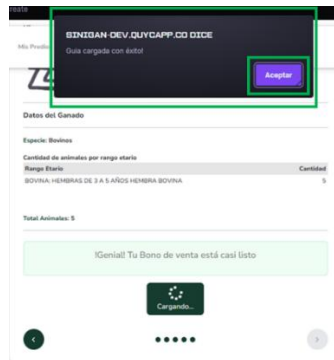 SINIGAN-DEV.QUYCAPP.CO DICE
Guia cargada con éxito!
Aceptar
Datos del Ganado
Especie: Bovinos
Cantidad de animales por rango etario
Rango Etario Cantidad
BOVINA: HEMBRAS DE 3 A 5 AÑOS HEMBRA BOVINA 5
Total Animales: 5
!Genial! Tu Bono de venta está casi listo
Cargando...